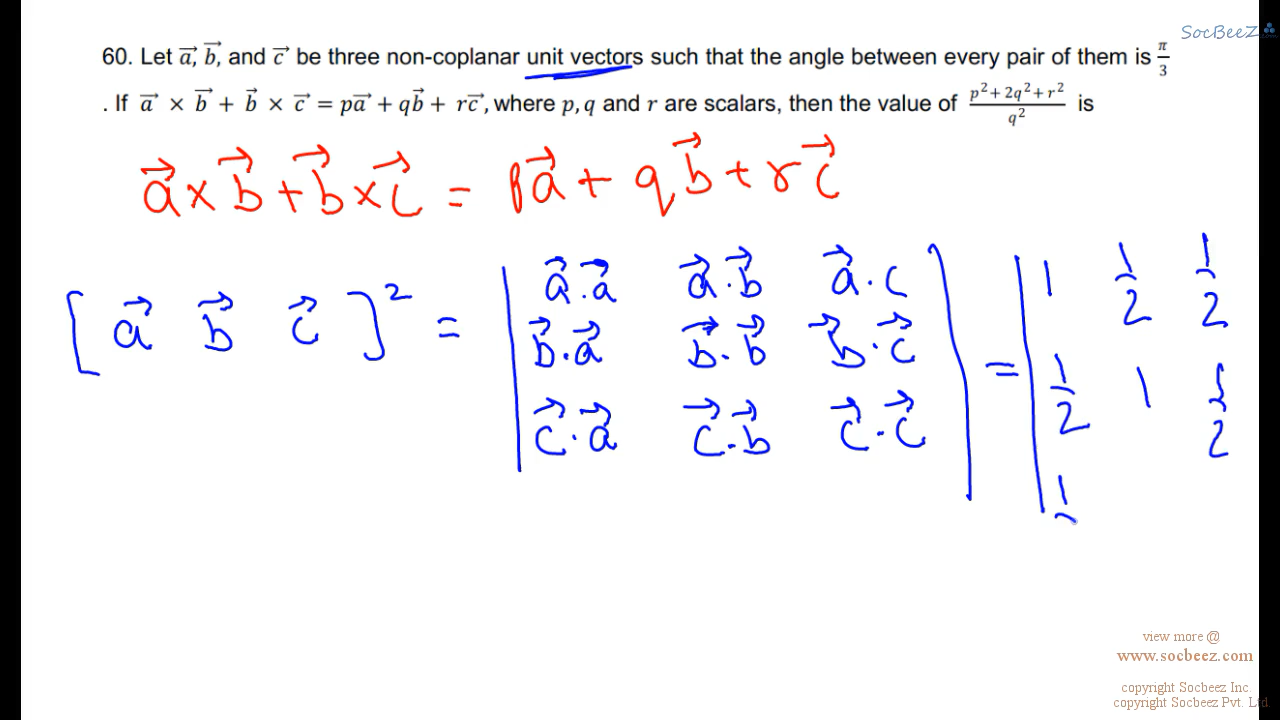 SocBeeZ
60. Let a⃗, b⃗, and c⃗ be three non-coplanar unit vectors such that the angle between every pair of them is π/3
. If a⃗ × b⃗ + b⃗ × c⃗ = pa⃗ + qb⃗ + rc⃗, where p, q and r are scalars, then the value of (p² + 2q² + r²)/q² is
a⃗ × b⃗ + b⃗ × c⃗ = pa⃗ + qb⃗ + rc⃗
[a⃗ b⃗ c⃗]² = | a⃗·a⃗ a⃗·b⃗ a⃗·c | = | 1 1/2 1/2
b⃗·a⃗ b⃗·b⃗ b⃗·c⃗ 1/2 1 1/2
c⃗·a⃗ c⃗·b⃗ c⃗·c⃗ 1
view more @
www.socbeez.com
copyright Socbeez Inc.
copyright Socbeez Pvt. Ltd.